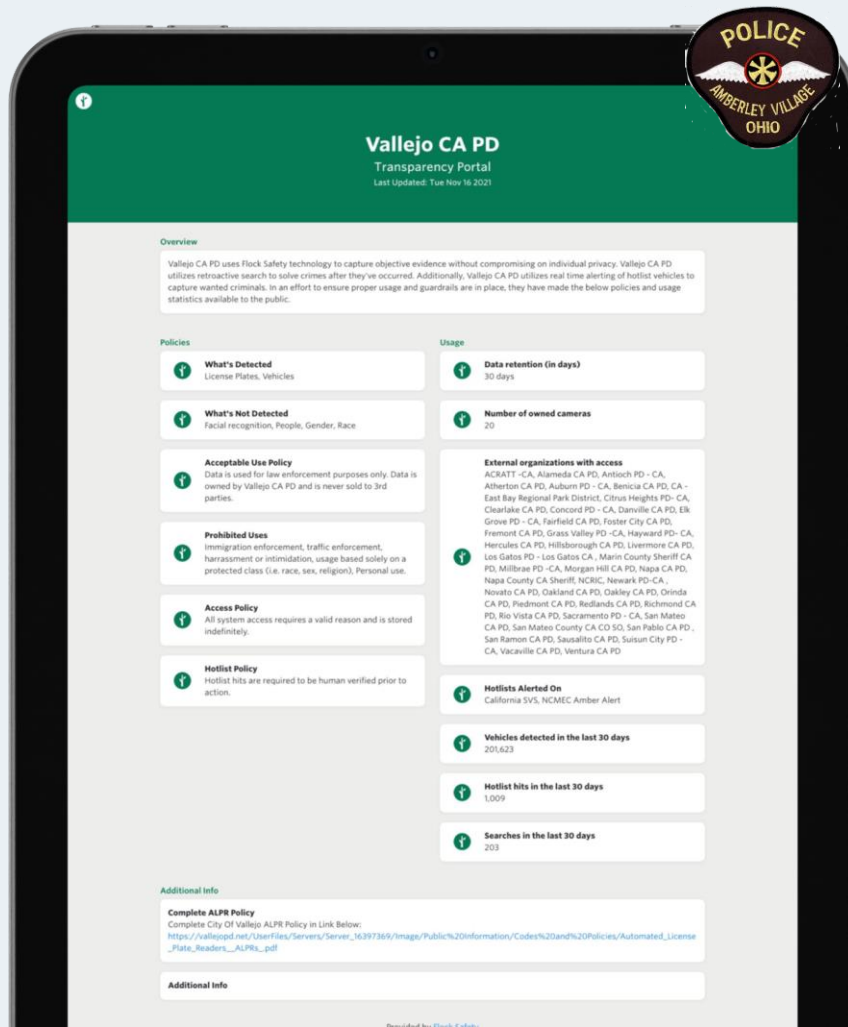 POLICE
AMBERLEY VILLAGE
OHIO
Vallejo CA PD
Transparency Portal
Last Updated: Tue Nov 16 2021
Overview
Vallejo CA PD uses Flock Safety technology to capture objective evidence without compromising on individual privacy. Vallejo CA PD
utilizes retroactive search to solve crimes after they've occurred. Additionally, Vallejo CA PD utilizes real time alerting of hotlist vehicles to
capture wanted criminals. In an effort to ensure proper usage and guardrails are in place, they have made the below policies and usage
statistics available to the public.
Policies
What's Detected
License Plates, Vehicles
What's Not Detected
Facial recognition, People, Gender, Race
Acceptable Use Policy
Data is used for law enforcement purposes only. Data is
owned by Vallejo CA PD and is never sold to 3rd
parties.
Prohibited Uses
Immigration enforcement, traffic enforcement,
harrassment or intimidation, usage based solely on a
protected class (i.e. race, sex, religion), Personal use.
Access Policy
All system access requires a valid reason and is stored
indefinitely.
Hotlist Policy
Hotlist hits are required to be human verified prior to
action.
Usage
Data retention (in days)
30 days
Number of owned cameras
20
External organizations with access
ACRATT -CA, Alameda CA PD, Antioch PD - CA,
Atherton CA PD, Auburn PD - CA, Benicia CA PD, CA -
East Bay Regional Park District, Citrus Heights PD- CA,
Clearlake CA PD, Concord PD - CA, Danville CA PD, Elk
Grove PD - CA, Fairfield CA PD, Foster City CA PD,
Fremont CA PD, Grass Valley PD -CA, Hayward PD- CA,
Hercules CA PD, Hillsborough CA PD, Livermore CA PD,
Los Gatos PD - Los Gatos CA , Marin County Sheriff CA
PD, Millbrae PD -CA, Morgan Hill CA PD, Napa CA PD,
Napa County CA Sheriff, NCRIC, Newark PD-CA ,
Novato CA PD, Oakland CA PD, Oakley CA PD, Orinda
CA PD, Piedmont CA PD, Redlands CA PD, Richmond CA
PD, Rio Vista CA PD, Sacramento PD - CA, San Mateo
CA PD, San Mateo County CA CO SO, San Pablo CA PD ,
San Ramon CA PD, Sausalito CA PD, Suisun City PD -
CA, Vacaville CA PD, Ventura CA PD
Hotlists Alerted On
California SVS, NCMEC Amber Alert
Vehicles detected in the last 30 days
201,623
Hotlist hits in the last 30 days
1,009
Searches in the last 30 days
203
Additional Info
Complete ALPR Policy
Complete City Of Vallejo ALPR Policy in Link Below:
https://vallejopd.net/UserFiles/Servers/Server_16397369/Image/Public%20Information/Codes%20and%20Policies/Automated_License
_Plate_Readers__ALPRs_.pdf
Additional Info
Provided by Flock Safety